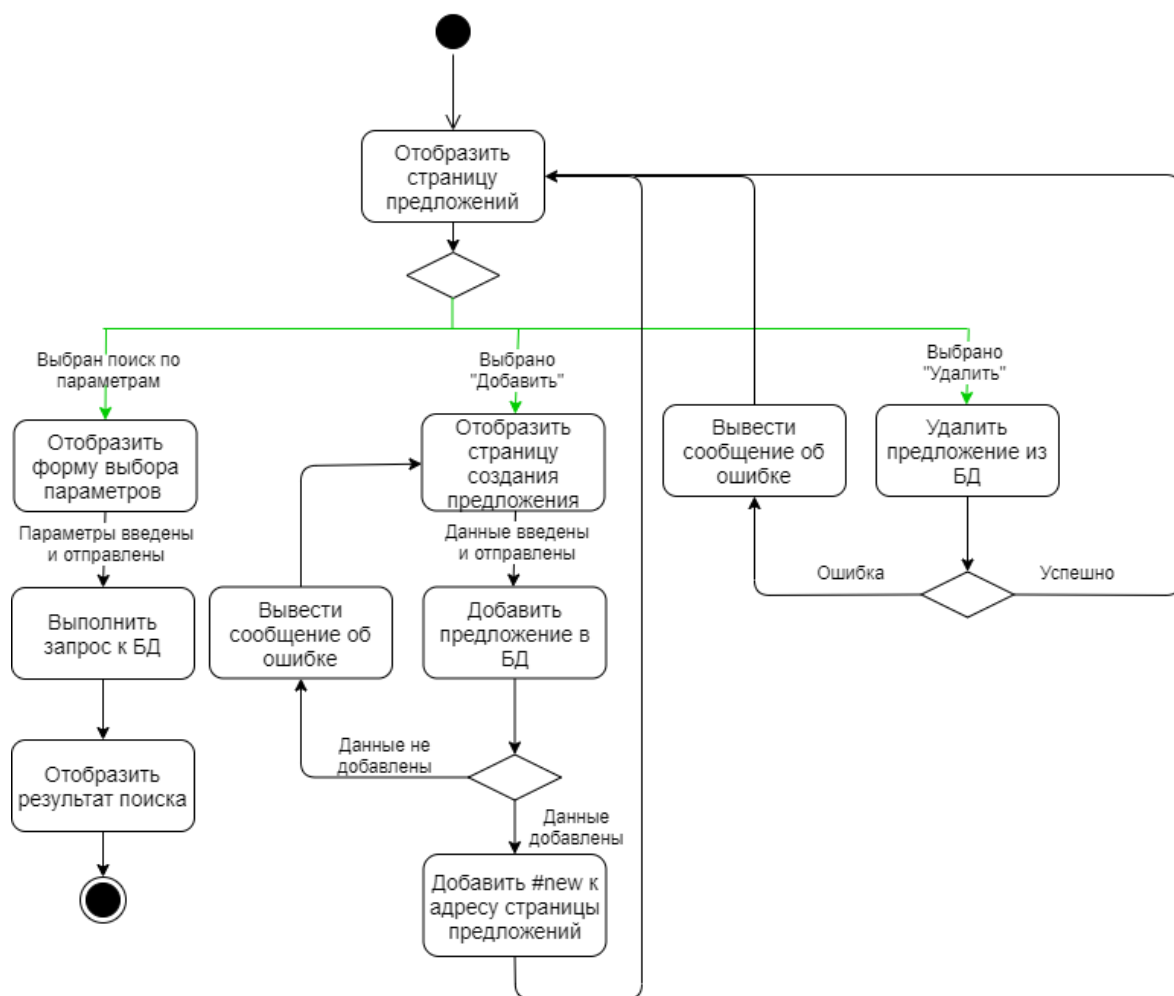 Отобразить
страницу
предложений
Выбран поиск по
параметрам
Выбрано
"Добавить"
Выбрано
"Удалить"
Отобразить
форму выбора
параметров
Отобразить
страницу
создания
предложения
Вывести
сообщение об
ошибке
Удалить
предложение из
БД
Параметры введены
и отправлены
Данные введены
и отправлены
Ошибка
Успешно
Выполнить
запрос к БД
Вывести
сообщение об
ошибке
Добавить
предложение в
БД
Отобразить
результат поиска
Данные не
добавлены
Данные
добавлены
Добавить #new к
адресу страницы
предложений